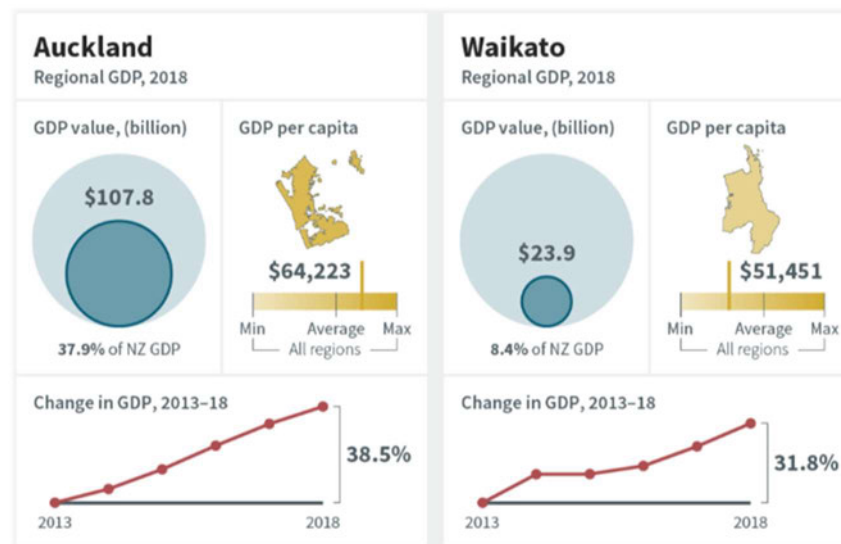 Auckland
Regional GDP, 2018
GDP value, (billion)
$107.8
37.9% of NZ GDP
GDP per capita
$64,223
Min Average Max
All regions
Change in GDP, 2013–18
38.5%
2013 2018
Waikato
Regional GDP, 2018
GDP value, (billion)
$23.9
8.4% of NZ GDP
GDP per capita
$51,451
Min Average Max
All regions
Change in GDP, 2013–18
31.8%
2013 2018